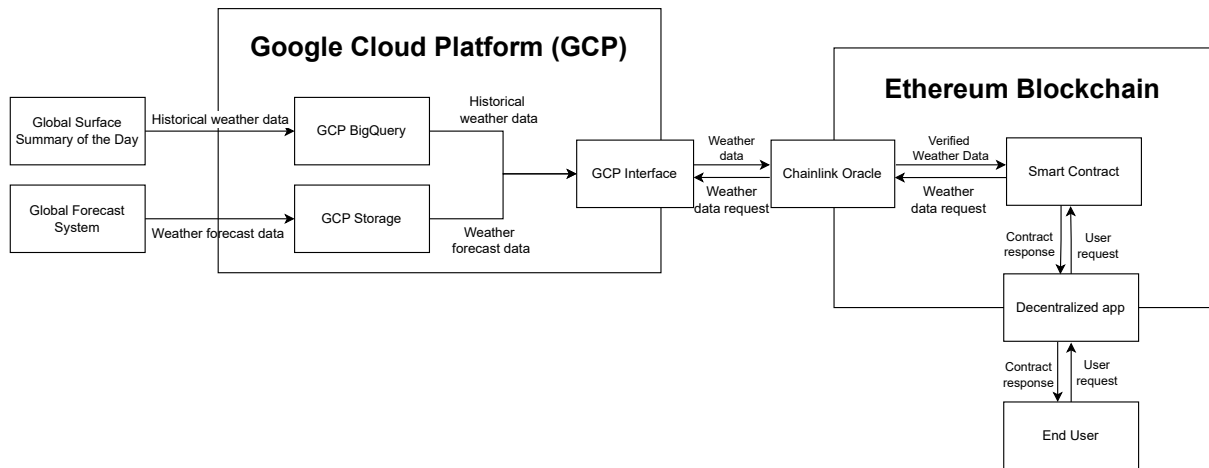 Google Cloud Platform (GCP)
Ethereum Blockchain
Global Surface
Summary of the Day
Historical weather data
GCP BigQuery
Historical
weather data
Global Forecast
System
Weather forecast data
GCP Storage
Weather
forecast data
GCP Interface
Weather
data
Weather
data request
Chainlink Oracle
Verified
Weather Data
Weather
data request
Smart Contract
Contract
response
User
request
Decentralized app
Contract
response
User
request
End User